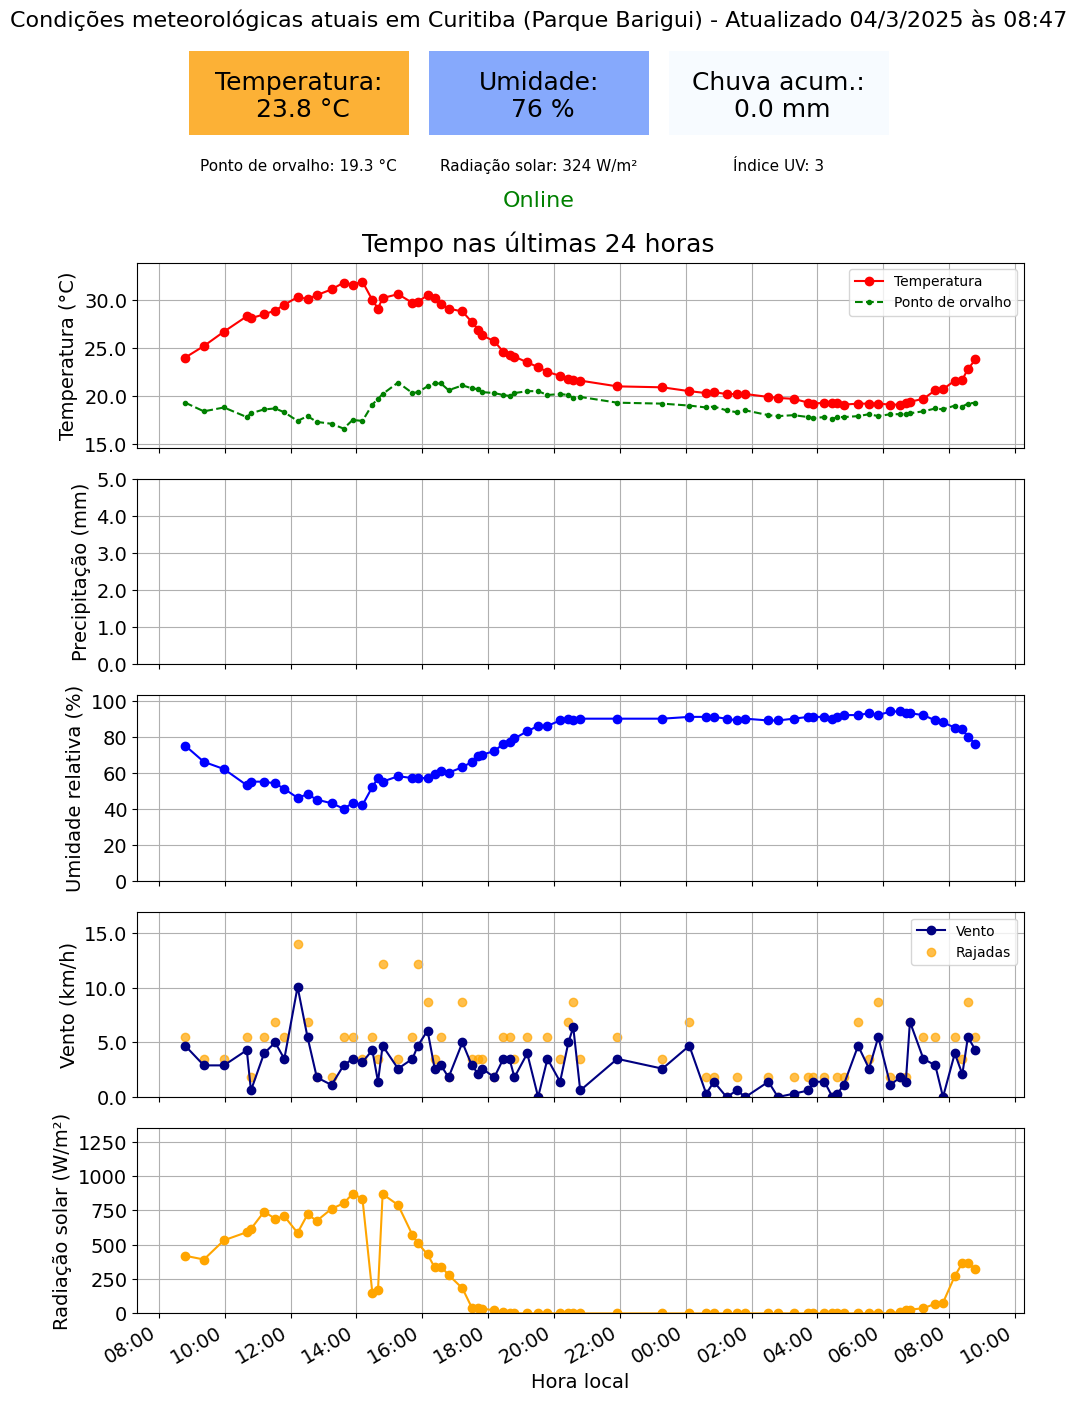 Condições meteorológicas atuais em Curitiba (Parque Barigui) - Atualizado 04/3/2025 às 08:47
Temperatura:
23.8 °C
Umidade:
76 %
Chuva acum.:
0.0 mm
Ponto de orvalho: 19.3 °C
Radiação solar: 324 W/m²
Índice UV: 3
Online
Tempo nas últimas 24 horas
Temperatura (°C)
30.0
25.0
20.0
15.0
Temperatura
Ponto de orvalho
Precipitação (mm)
5.0
4.0
3.0
2.0
1.0
0.0
Umidade relativa (%)
100
80
60
40
20
0
Vento (km/h)
15.0
10.0
5.0
0.0
Vento
Rajadas
Radiação solar (W/m²)
1250
1000
750
500
250
0
08:00
10:00
12:00
14:00
16:00
18:00
20:00
22:00
00:00
02:00
04:00
06:00
08:00
10:00
Hora local